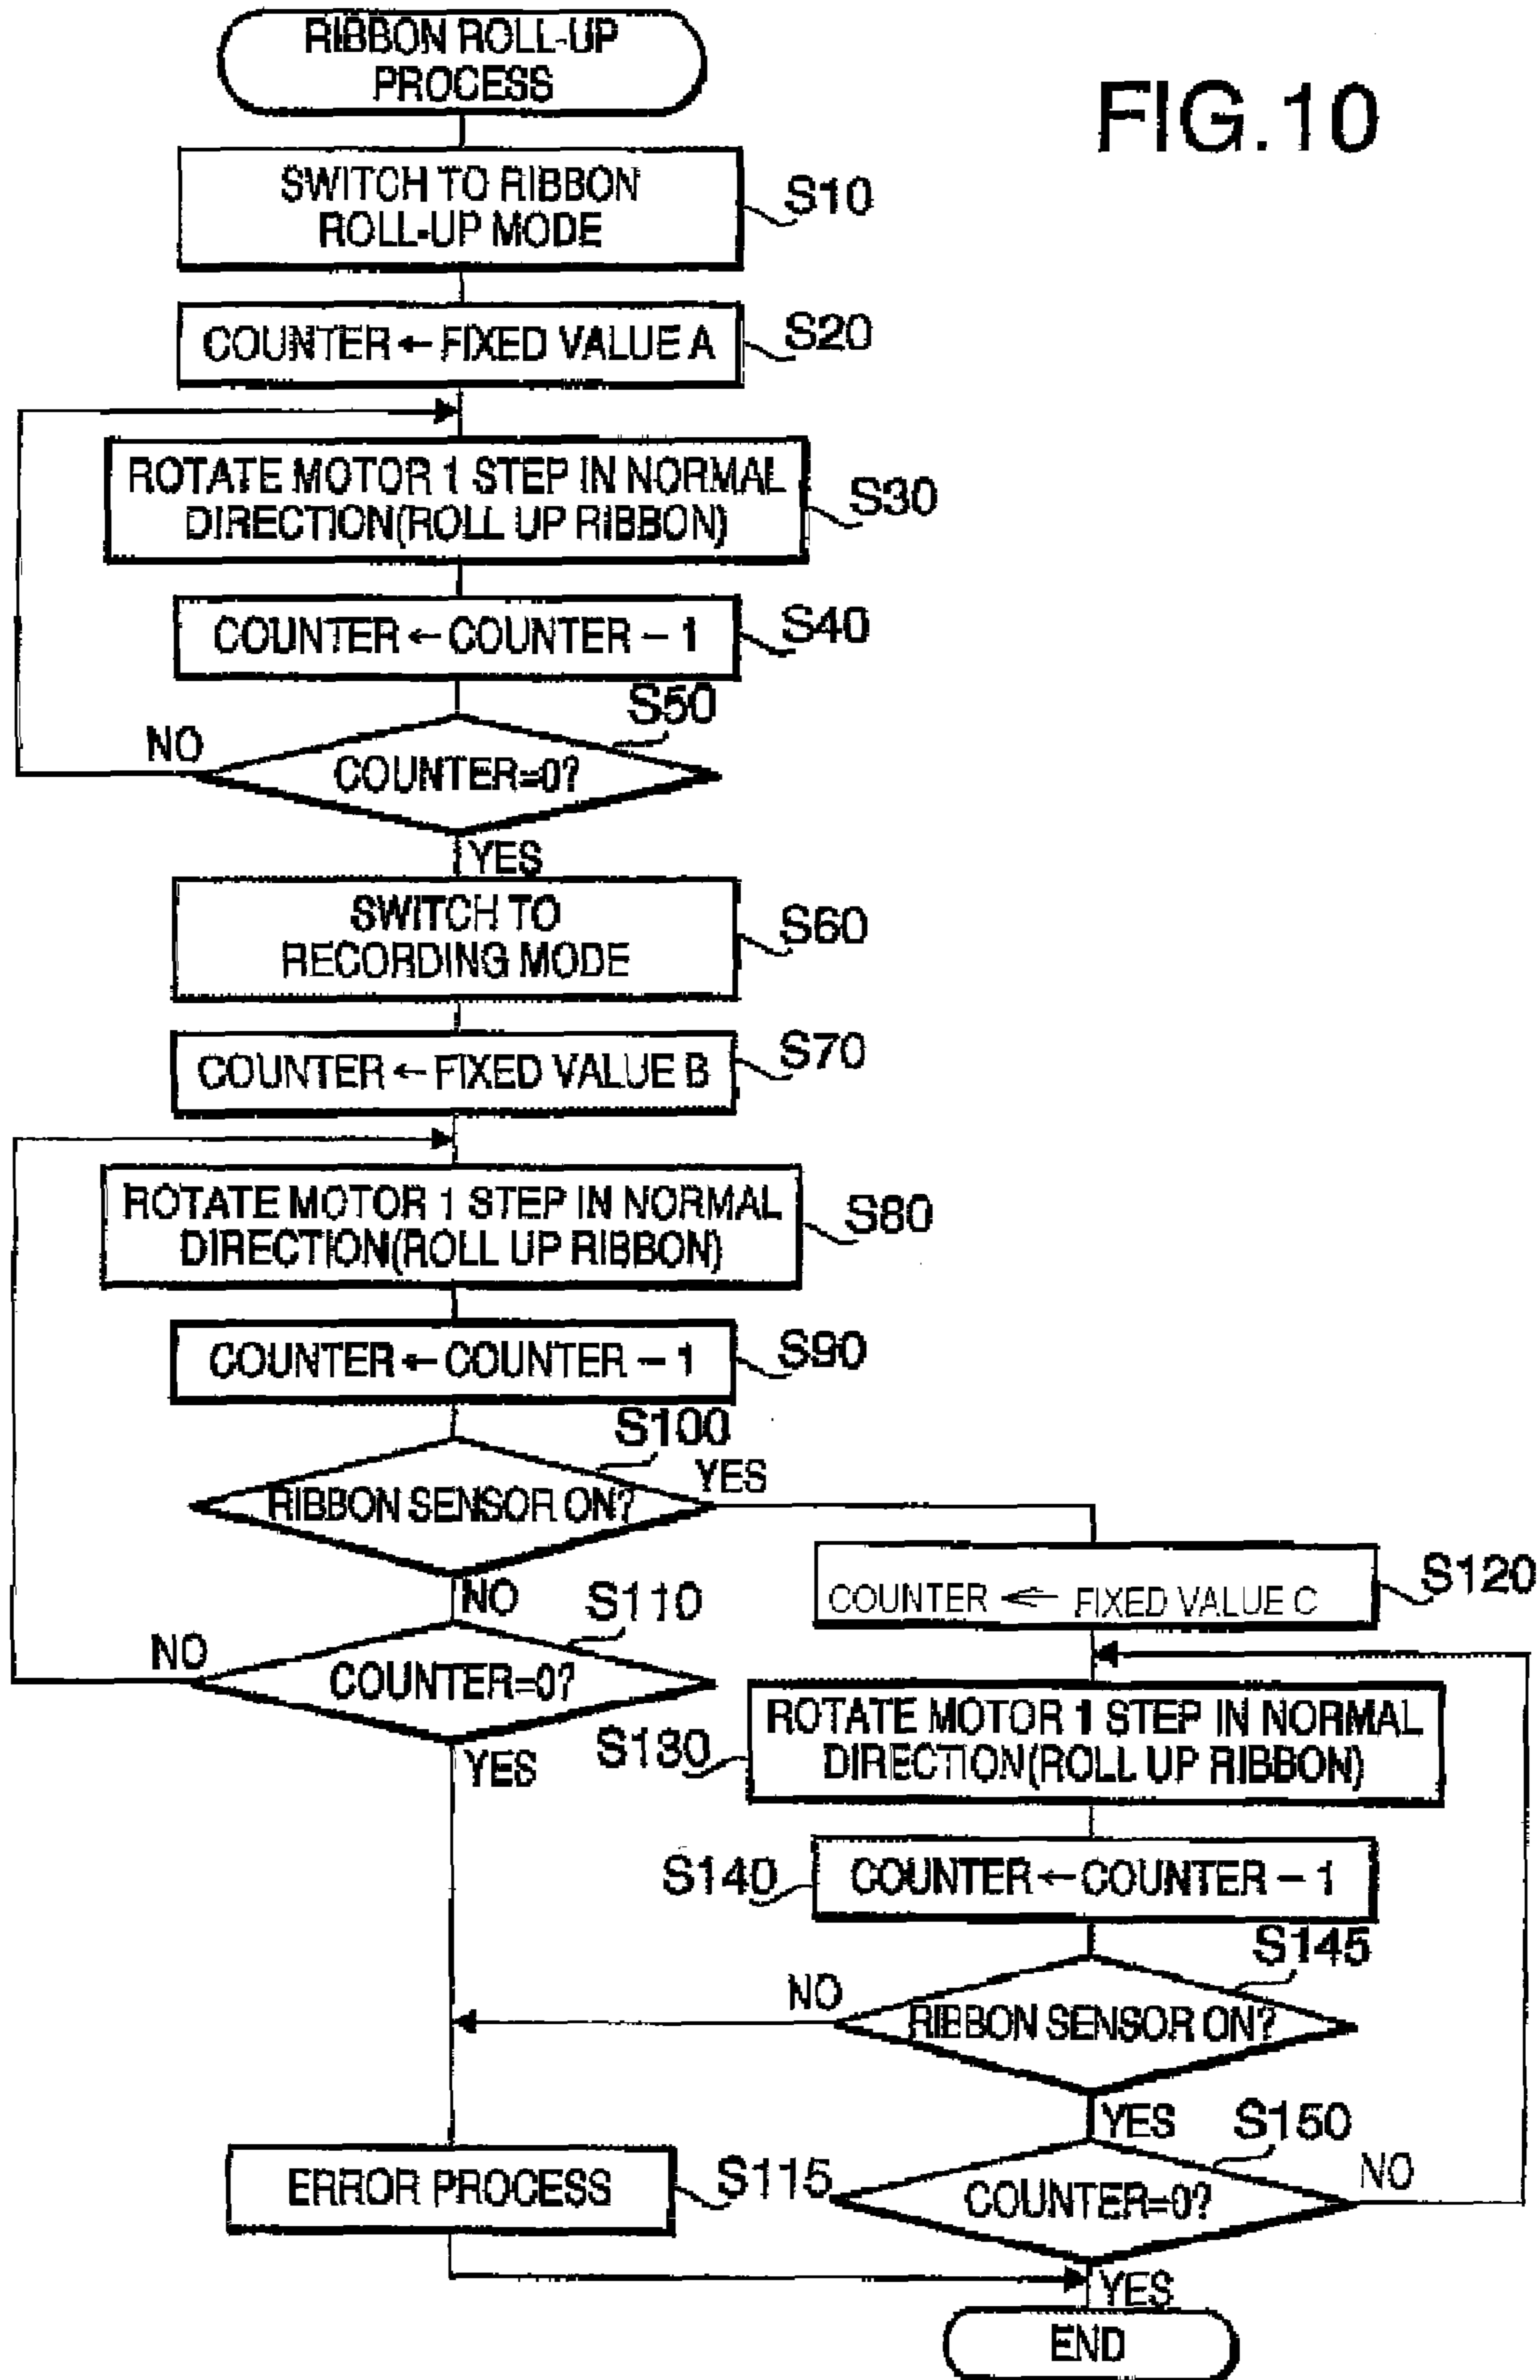 RIBBON ROLL-UP
PROCESS
FIG.10
SWITCH TO RIBBON
ROLL-UP MODE
S10
COUNTER ← FIXED VALUE A
S20
ROTATE MOTOR 1 STEP IN NORMAL
DIRECTION(ROLL UP RIBBON)
S30
COUNTER ← COUNTER – 1
S40
S50
NO
COUNTER=0?
YES
SWITCH TO
RECORDING MODE
S60
COUNTER ← FIXED VALUE B
S70
ROTATE MOTOR 1 STEP IN NORMAL
DIRECTION(ROLL UP RIBBON)
S80
COUNTER ← COUNTER – 1
S90
S100
YES
RIBBON SENSOR ON?
NO
S110
NO
COUNTER=0?
YES
COUNTER ← FIXED VALUE C
S120
S130
ROTATE MOTOR 1 STEP IN NORMAL
DIRECTION(ROLL UP RIBBON)
S140
COUNTER ← COUNTER – 1
S145
NO
RIBBON SENSOR ON?
YES
S150
NO
COUNTER=0?
ERROR PROCESS
S115
YES
END